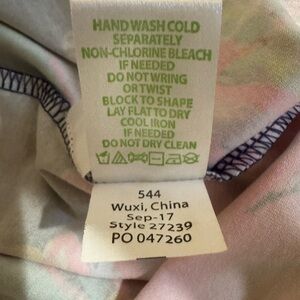 HAND WASH COLD
SEPARATELY
NON-CHLORINE BLEACH
IF NEEDED
DO NOT WRING
OR TWIST
BLOCK TO SHAPE
LAY FLAT TO DRY
COOL IRON
IF NEEDED
DO NOT DRY CLEAN
544
Wuxi, China
Sep-17
Style 27239
PO 047260